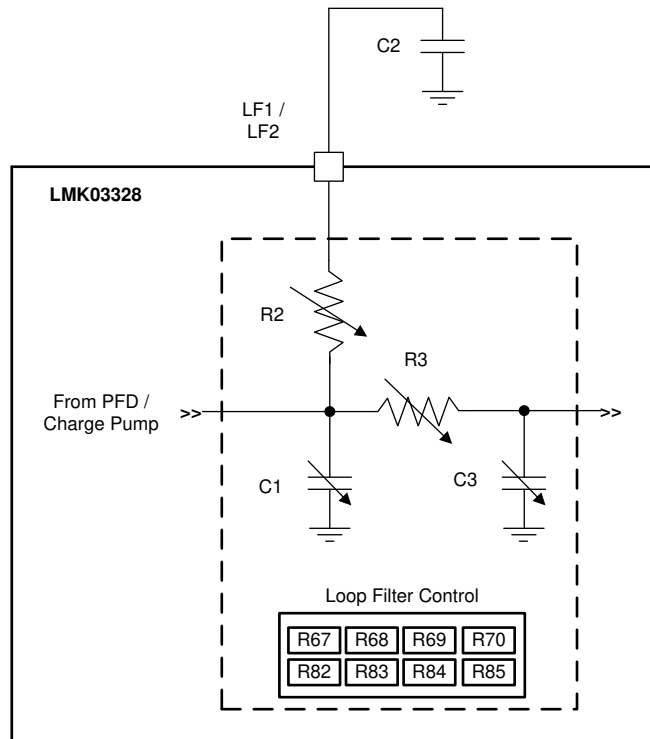 C2
LF1 /
LF2
LMK03328
R2
R3
From PFD /
Charge Pump
>>
>>
C1
C3
Loop Filter Control
R67 R68 R69 R70
R82 R83 R84 R85